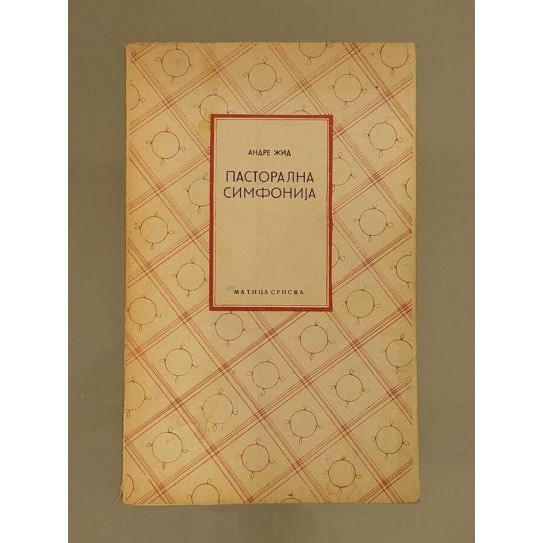 АНДРЕ ЖИД
ПАСТОРАЛНА
СИМФОНИЈА
МАТИЦА СРПСКА